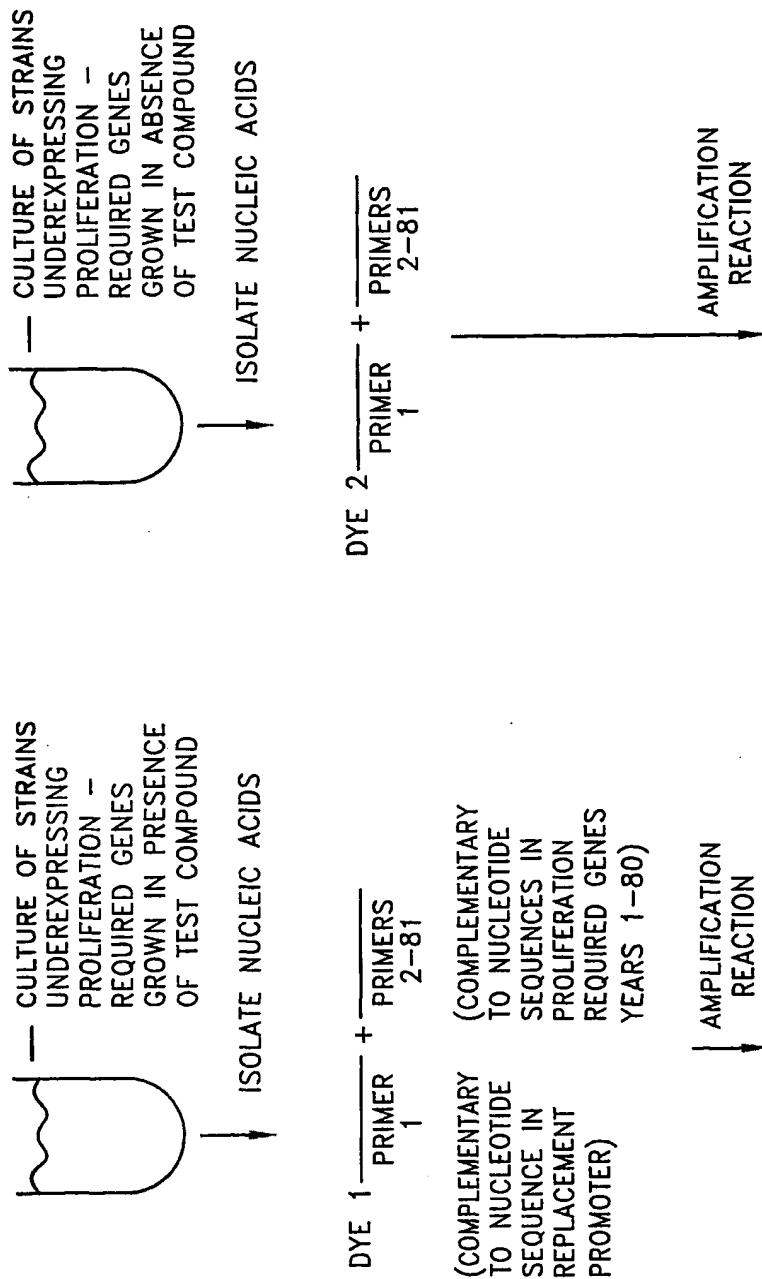 — CULTURE OF STRAINS
UNDEREXPRESSING
PROLIFERATION –
REQUIRED GENES
GROWN IN PRESENCE
OF TEST COMPOUND
ISOLATE NUCLEIC ACIDS
DYE 1 PRIMER 1 + PRIMERS 2–81
(COMPLEMENTARY
TO NUCLEOTIDE
SEQUENCE IN
REPLACEMENT
PROMOTER)
(COMPLEMENTARY
TO NUCLEOTIDE
SEQUENCES IN
PROLIFERATION
REQUIRED GENES
YEARS 1–80)
AMPLIFICATION
REACTION
— CULTURE OF STRAINS
UNDEREXPRESSING
PROLIFERATION –
REQUIRED GENES
GROWN IN ABSENCE
OF TEST COMPOUND
ISOLATE NUCLEIC ACIDS
DYE 2 PRIMER 1 + PRIMERS 2–81
AMPLIFICATION
REACTION